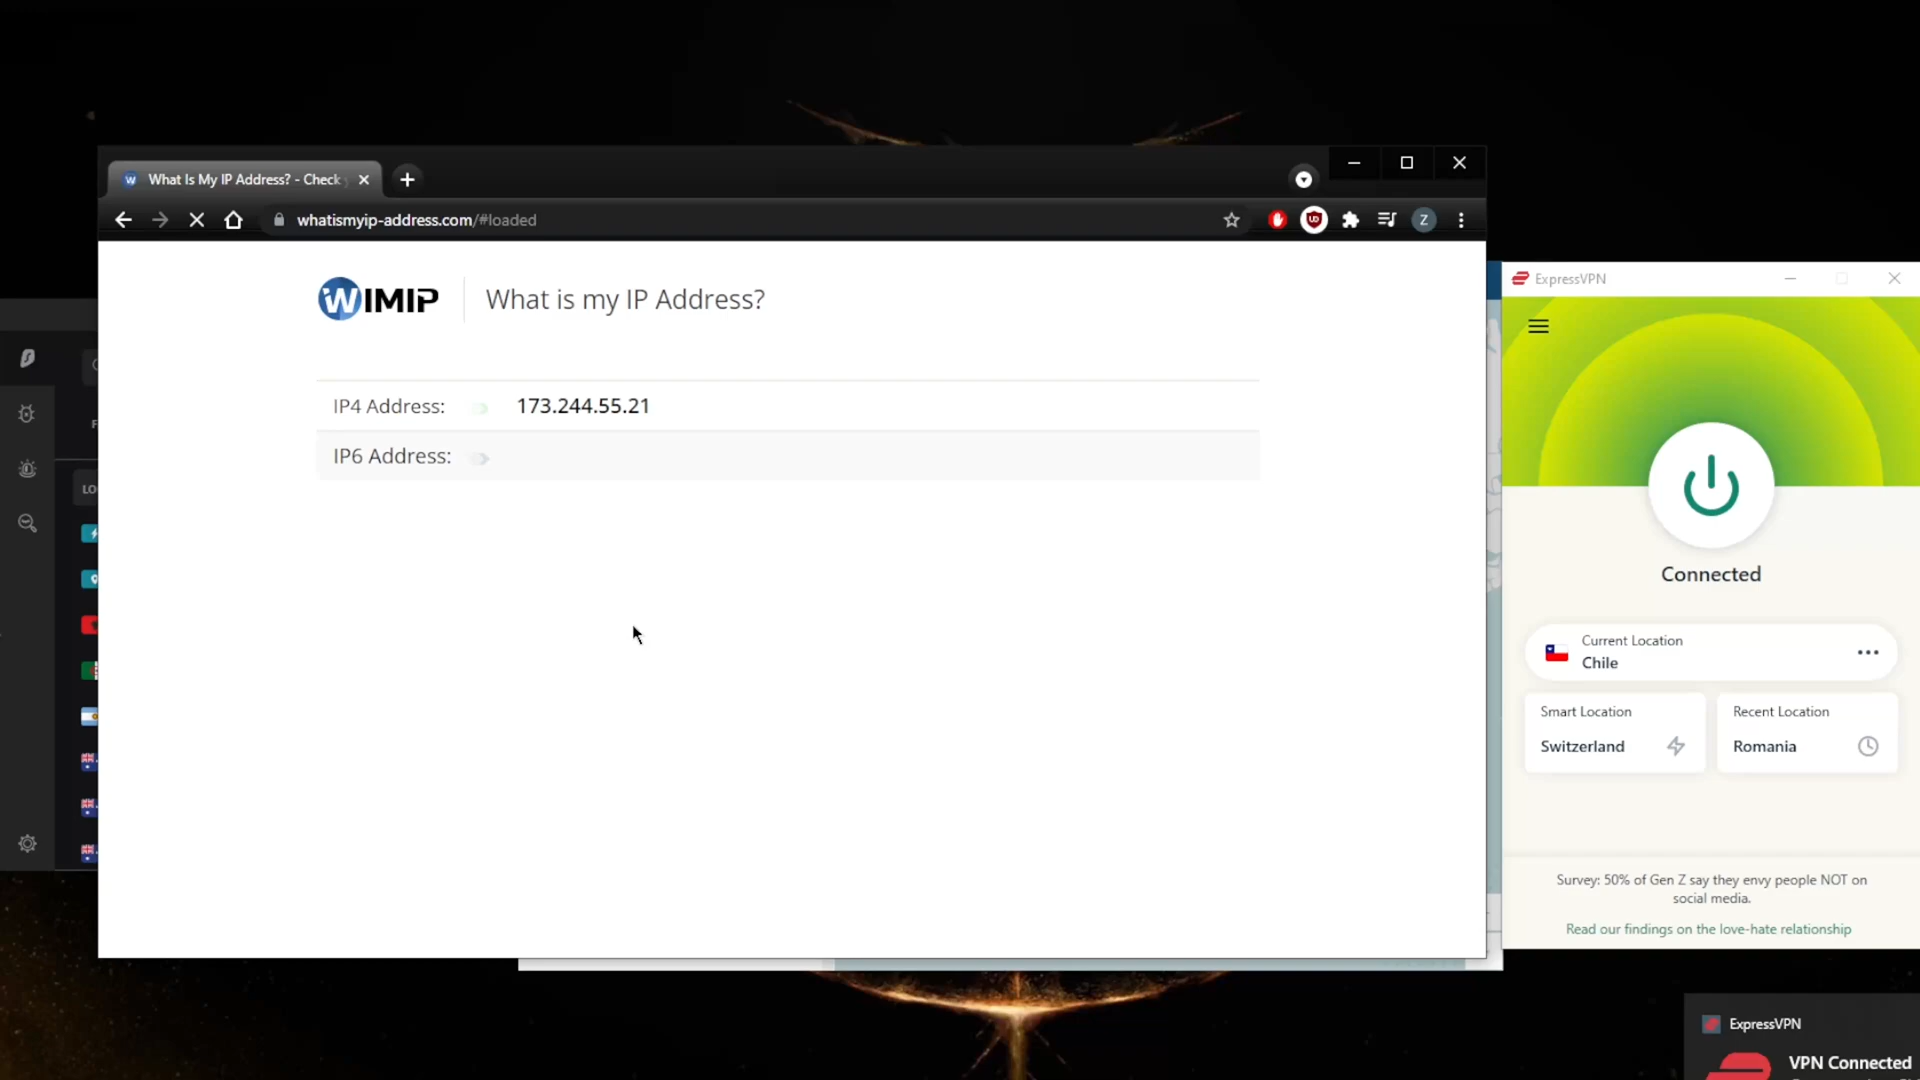 What Is My IP Address? - Check
whatismyip-address.com/#loaded
Z
WIMIP
What is my IP Address?
IP4 Address:
173.244.55.21
IP6 Address:
LO
ExpressVPN
Connected
Current Location
Chile
Smart Location
Switzerland
Recent Location
Romania
Survey: 50% of Gen Z say they envy people NOT on
social media.
Read our findings on the love-hate relationship
ExpressVPN
VPN Connected